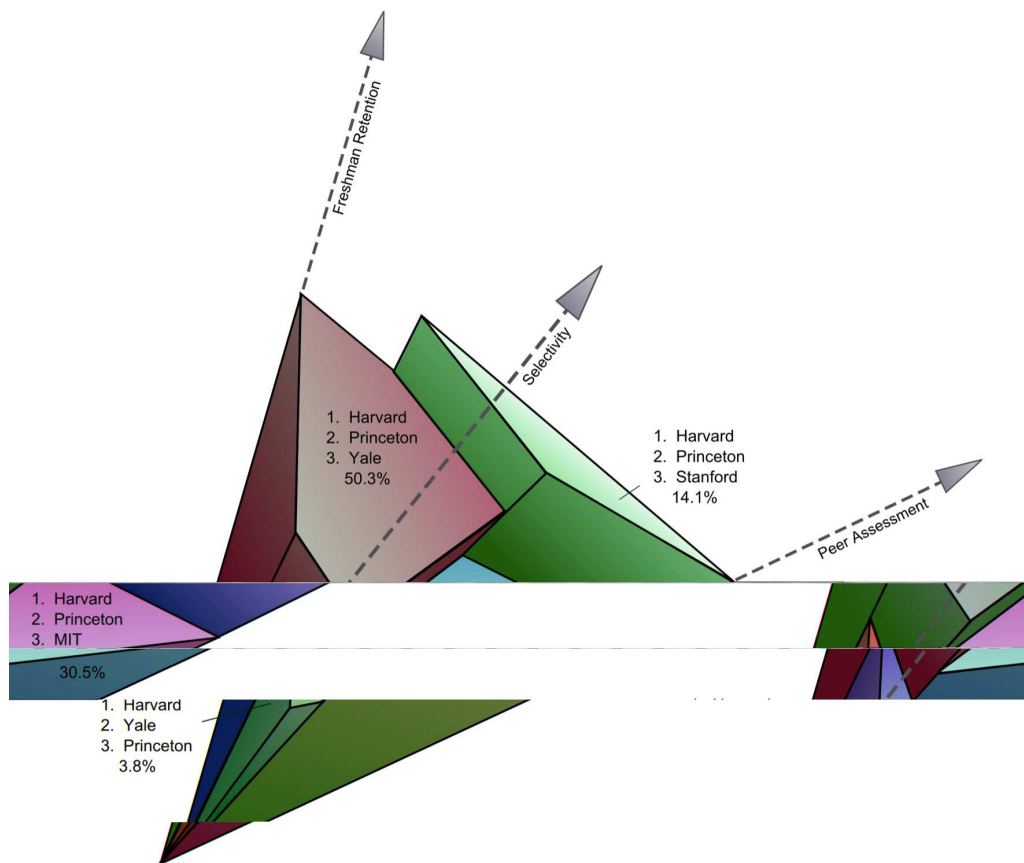 Freshman Retention
Selectivity
1. Harvard
2. Princeton
3. Yale
50.3%
1. Harvard
2. Princeton
3. Stanford
14.1%
Peer Assessment
1. Harvard
2. Princeton
3. MIT
30.5%
1. Harvard
2. Yale
3. Princeton
3.8%